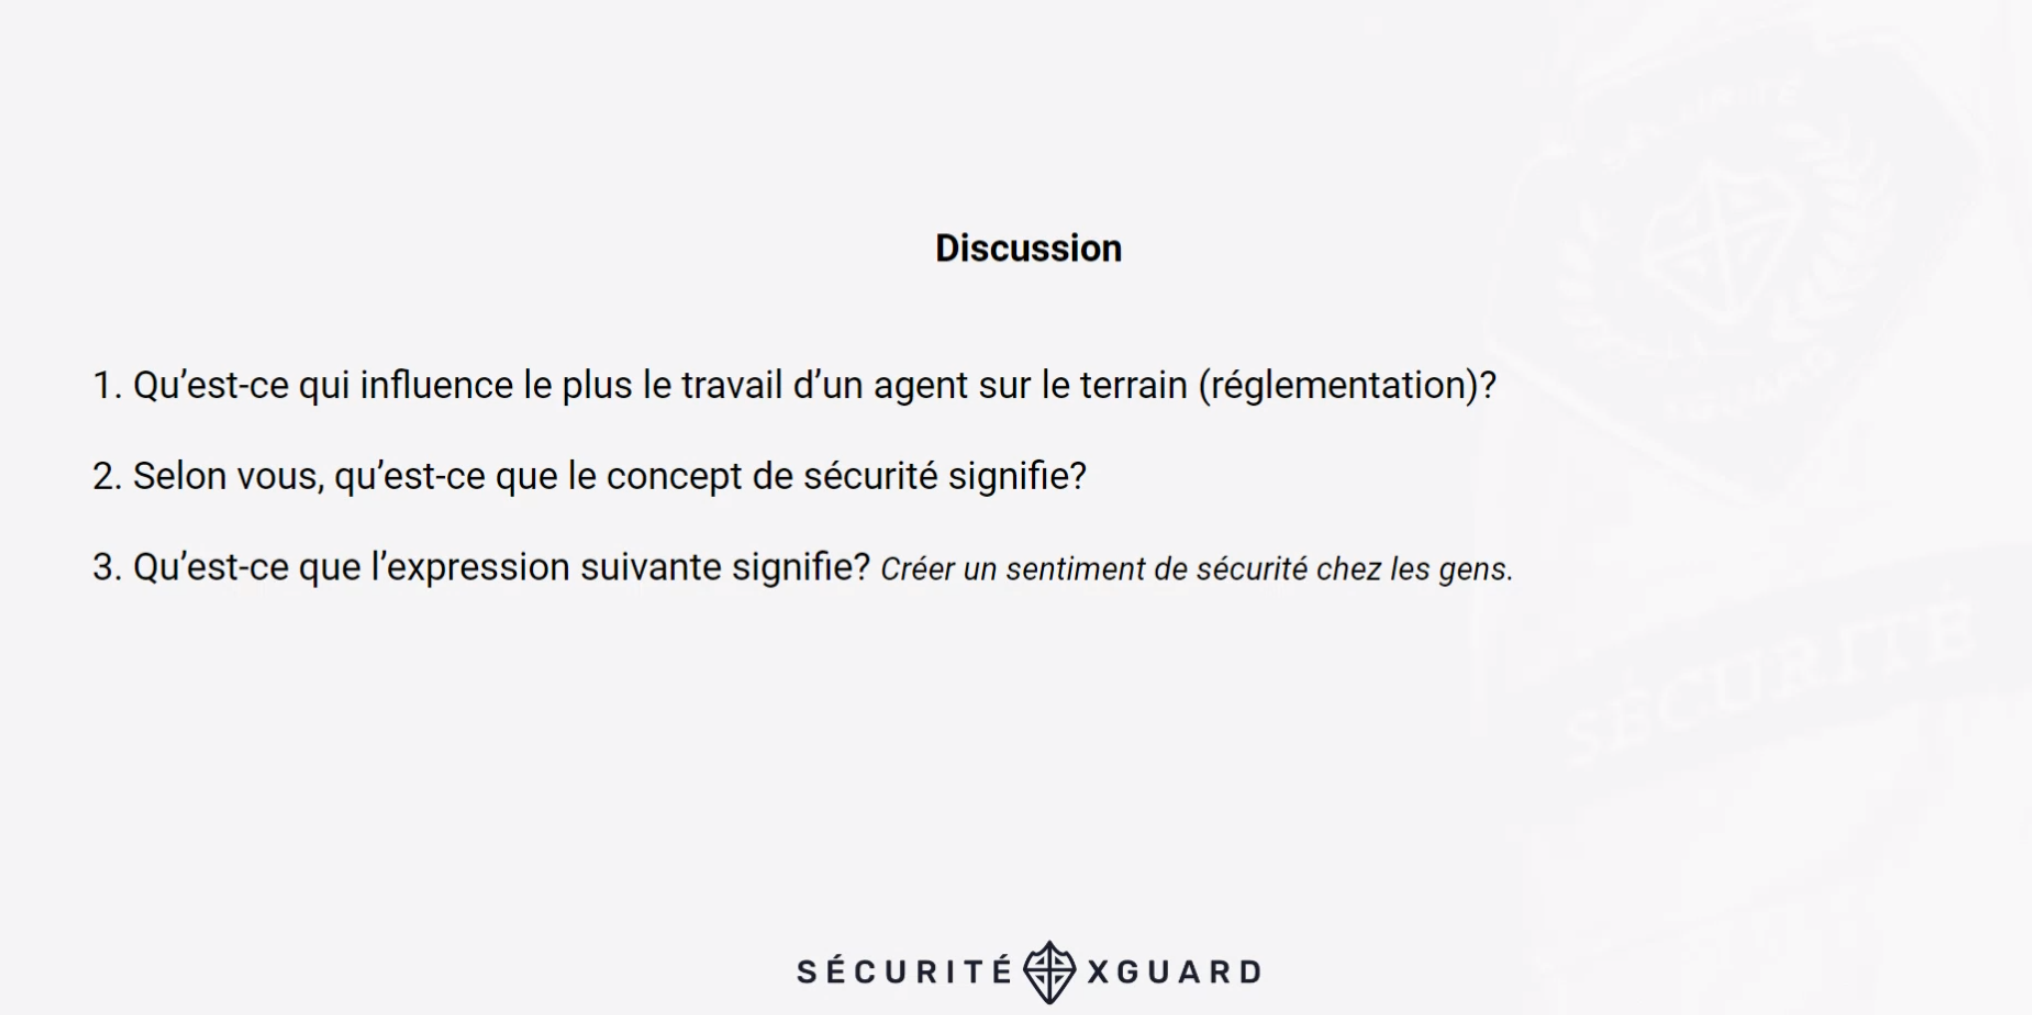 Discussion
1. Qu’est-ce qui influence le plus le travail d’un agent sur le terrain (réglementation)?
2. Selon vous, qu’est-ce que le concept de sécurité signifie?
3. Qu’est-ce que l’expression suivante signifie? Créer un sentiment de sécurité chez les gens.
SÉCURITÉ
SÉCURITÉ XGUARD